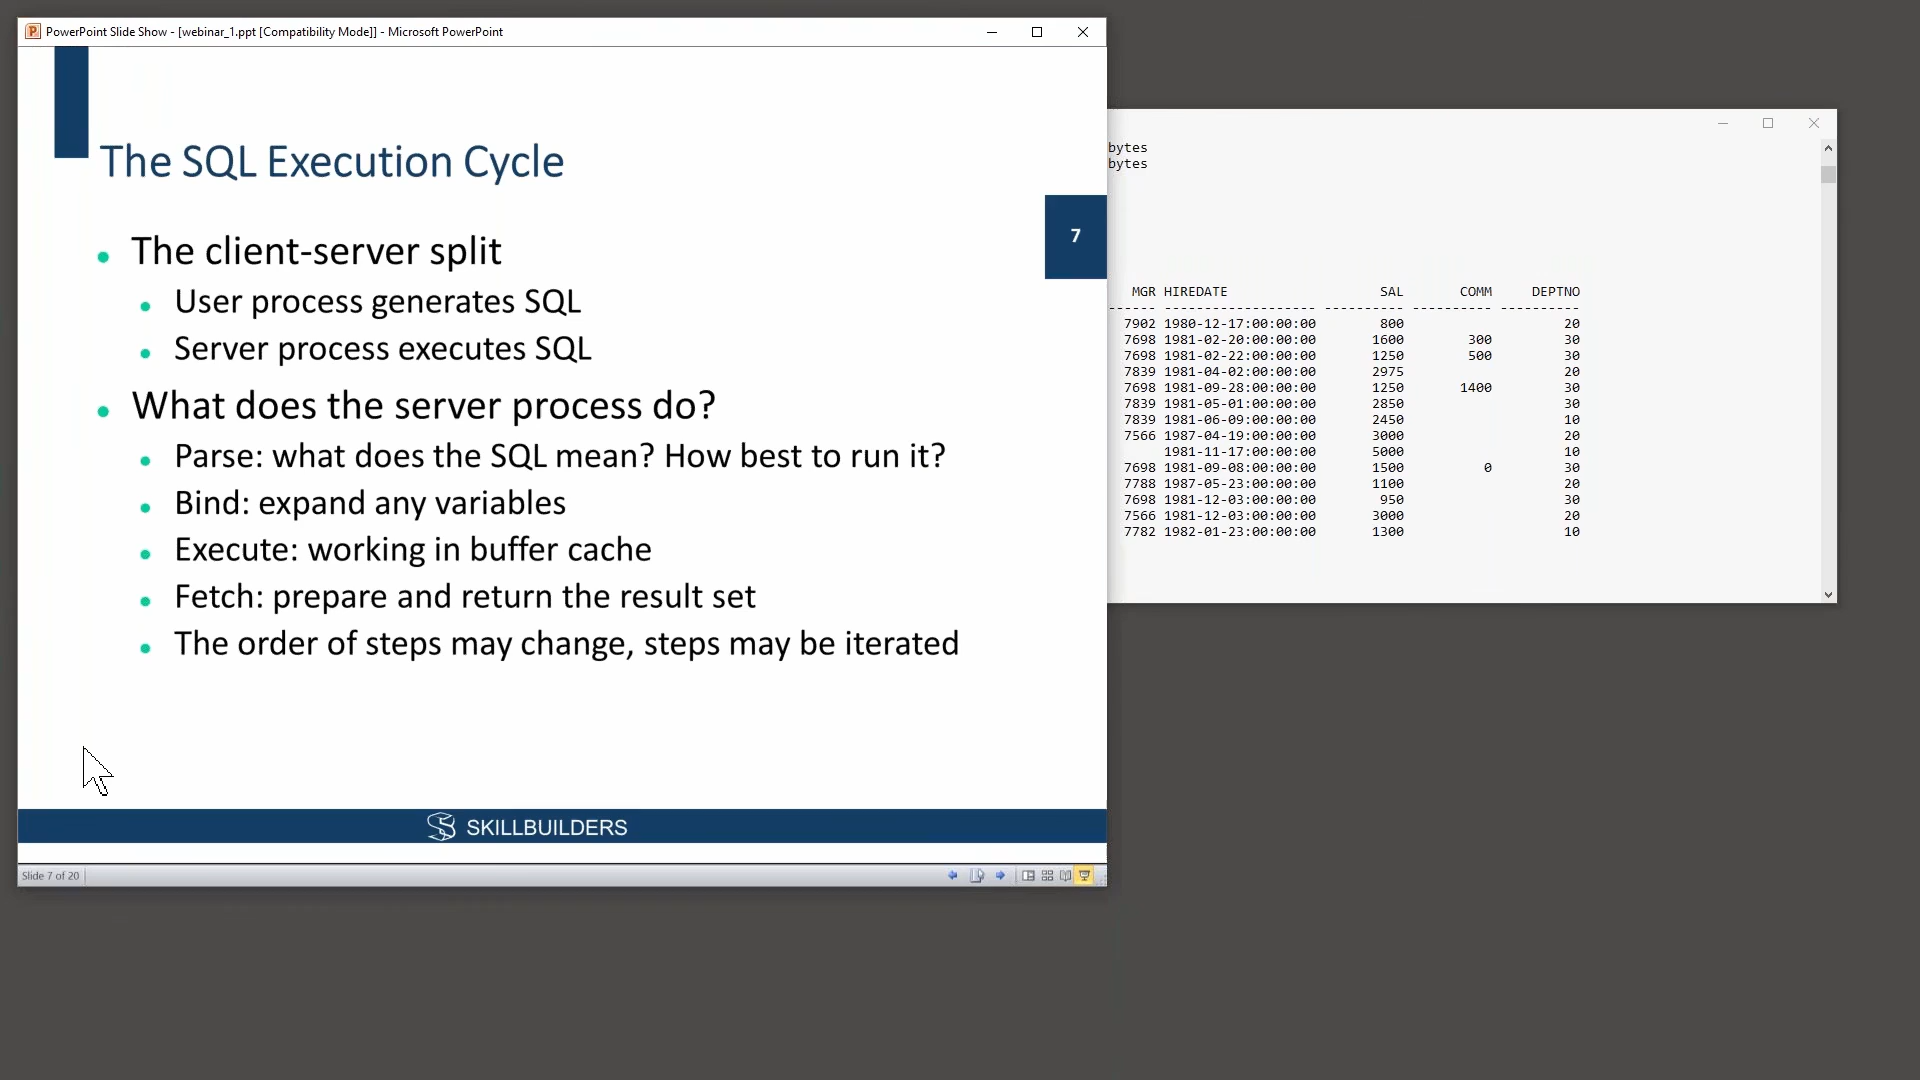 PowerPoint Slide Show - [webinar_1.ppt [Compatibility Mode]] - Microsoft PowerPoint
The SQL Execution Cycle
7
The client-server split
User process generates SQL
Server process executes SQL
What does the server process do?
Parse: what does the SQL mean? How best to run it?
Bind: expand any variables
Execute: working in buffer cache
Fetch: prepare and return the result set
The order of steps may change, steps may be iterated
SKILLBUILDERS
Slide 7 of 20
bytes
bytes
MGR HIREDATE SAL COMM DEPTNO
------ ------------------- ---------- ---------- ----------
7902 1980-12-17:00:00:00 800 20
7698 1981-02-20:00:00:00 1600 300 30
7698 1981-02-22:00:00:00 1250 500 30
7839 1981-04-02:00:00:00 2975 20
7698 1981-09-28:00:00:00 1250 1400 30
7839 1981-05-01:00:00:00 2850 30
7839 1981-06-09:00:00:00 2450 10
7566 1987-04-19:00:00:00 3000 20
1981-11-17:00:00:00 5000 10
7698 1981-09-08:00:00:00 1500 0 30
7788 1987-05-23:00:00:00 1100 20
7698 1981-12-03:00:00:00 950 30
7566 1981-12-03:00:00:00 3000 20
7782 1982-01-23:00:00:00 1300 10